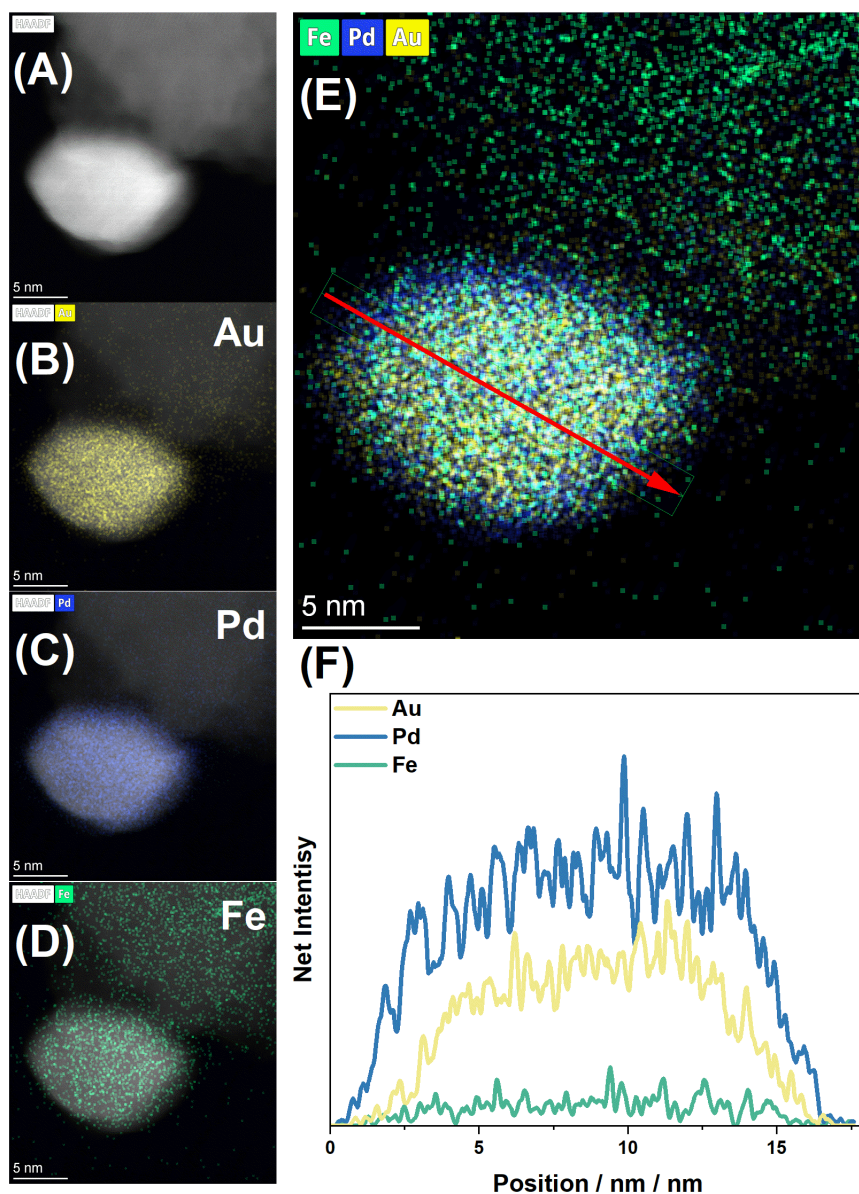 HAADF
(A)
5 nm
HAADF Au
Au
(B)
5 nm
HAADF Pd
Pd
(C)
5 nm
HAADF Fe
Fe
(D)
5 nm
Fe Pd Au
(E)
5 nm
(F)
Au
Pd
Fe
Net Intentisy
0 5 10 15
Position / nm / nm